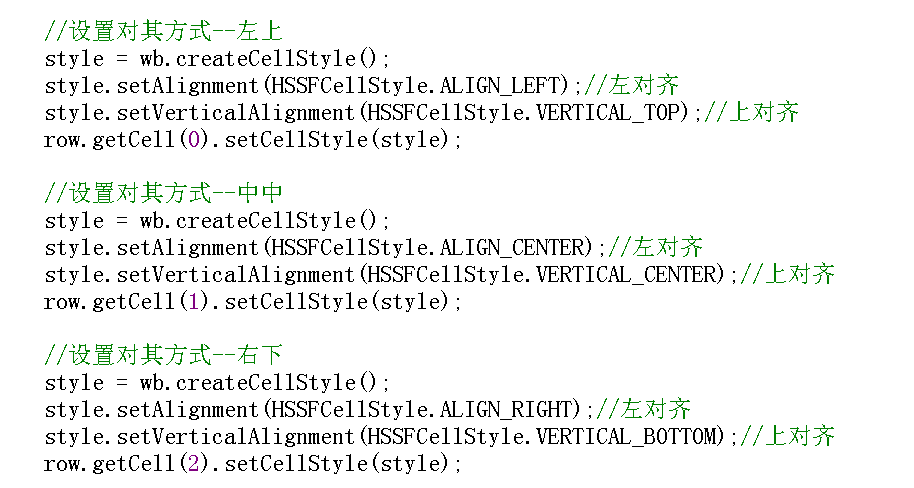 //设置对其方式--左上
style = wb.createCellStyle();
style.setAlignment(HSSFCellStyle.ALIGN_LEFT);//左对齐
style.setVerticalAlignment(HSSFCellStyle.VERTICAL_TOP);//上对齐
row.getCell(0).setCellStyle(style);

//设置对其方式--中中
style = wb.createCellStyle();
style.setAlignment(HSSFCellStyle.ALIGN_CENTER);//左对齐
style.setVerticalAlignment(HSSFCellStyle.VERTICAL_CENTER);//上对齐
row.getCell(1).setCellStyle(style);

//设置对其方式--右下
style = wb.createCellStyle();
style.setAlignment(HSSFCellStyle.ALIGN_RIGHT);//左对齐
style.setVerticalAlignment(HSSFCellStyle.VERTICAL_BOTTOM);//上对齐
row.getCell(2).setCellStyle(style);